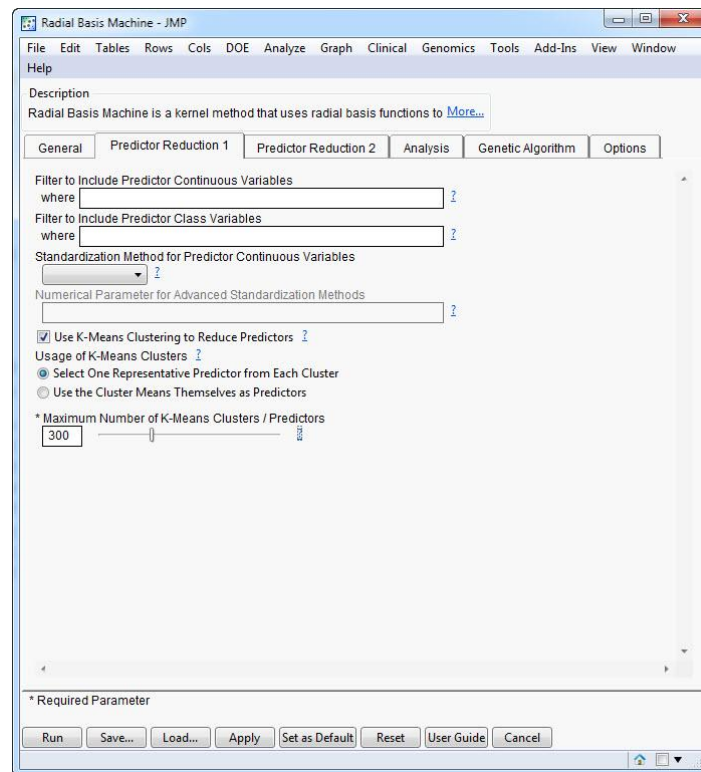 Radial Basis Machine - JMP
File Edit Tables Rows Cols DOE Analyze Graph Clinical Genomics Tools Add-Ins View Window
Help
Description
Radial Basis Machine is a kernel method that uses radial basis functions to More...
General Predictor Reduction 1 Predictor Reduction 2 Analysis Genetic Algorithm Options
Filter to Include Predictor Continuous Variables
where ?
Filter to Include Predictor Class Variables
where ?
Standardization Method for Predictor Continuous Variables
?
Numerical Parameter for Advanced Standardization Methods
?
Use K-Means Clustering to Reduce Predictors ?
Usage of K-Means Clusters ?
Select One Representative Predictor from Each Cluster
Use the Cluster Means Themselves as Predictors
* Maximum Number of K-Means Clusters / Predictors
300 ?
* Required Parameter
Run Save... Load... Apply Set as Default Reset User Guide Cancel